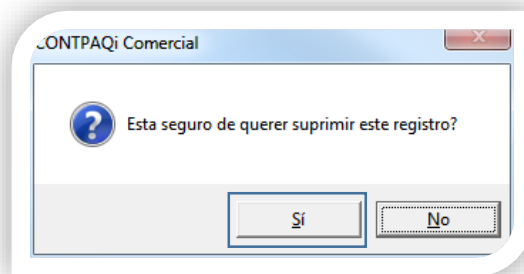 CONTPAQi Comercial
Esta seguro de querer suprimir este registro?
Sí
No